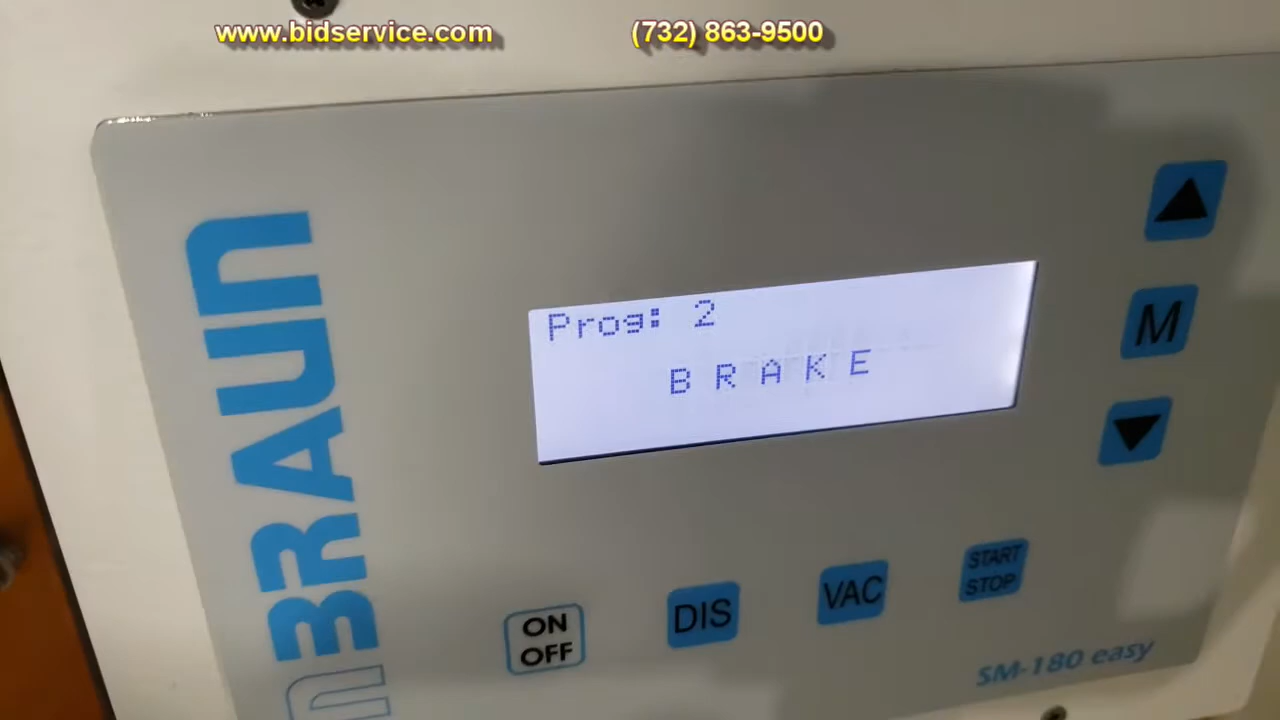 www.bidservice.com (732) 863-9500
BRAUN
Prog: 2
B R A K E
M
ON
OFF
DIS
VAC
START
STOP
SM-180 easy